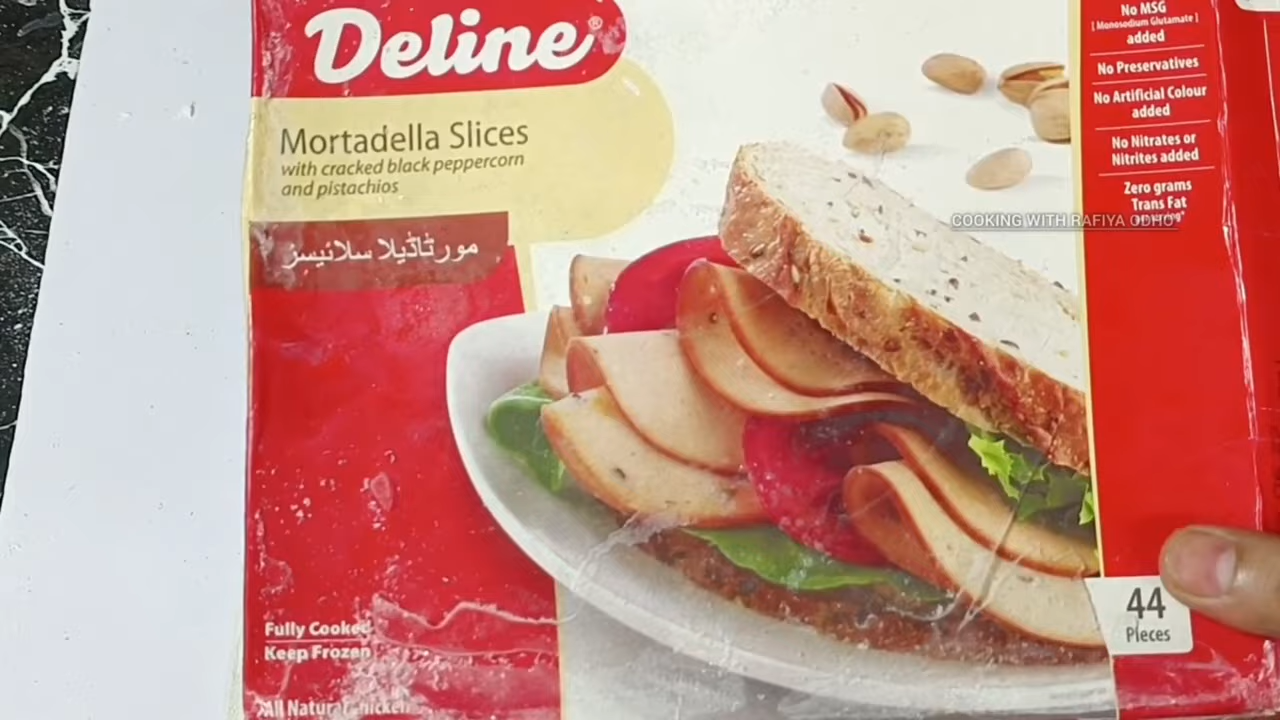 Deline®
Mortadella Slices
with cracked black peppercorn
and pistachios
مورٹاڈیلا سلائیسز
Fully Cooked
Keep Frozen
All Natural Chicken
No MSG
[ Monosodium Glutamate ]
added
No Preservatives
No Artificial Colour
added
No Nitrates or
Nitrites added
Zero grams
Trans Fat
COOKING WITH RAFIYA ODHO
44
Pieces